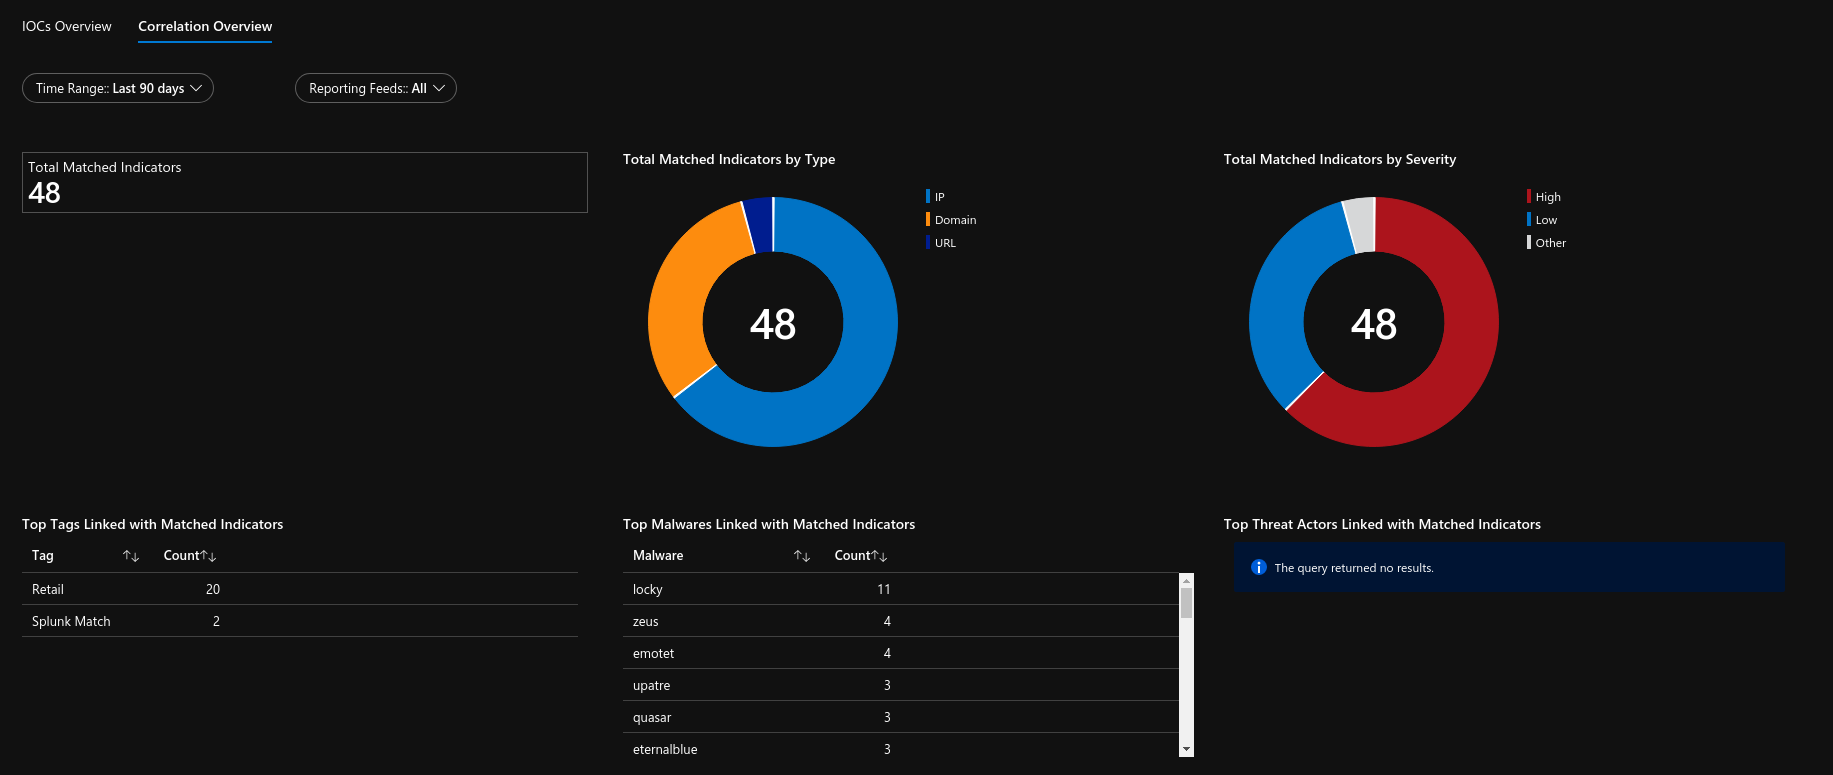 IOCs Overview Correlation Overview
Time Range:: Last 90 days Reporting Feeds:: All
Total Matched Indicators
48
Total Matched Indicators by Type
IP
Domain
URL
48
Total Matched Indicators by Severity
High
Low
Other
48
Top Tags Linked with Matched Indicators
Tag Count
Retail 20
Splunk Match 2
Top Malwares Linked with Matched Indicators
Malware Count
locky 11
zeus 4
emotet 4
upatre 3
quasar 3
eternalblue 3
Top Threat Actors Linked with Matched Indicators
The query returned no results.